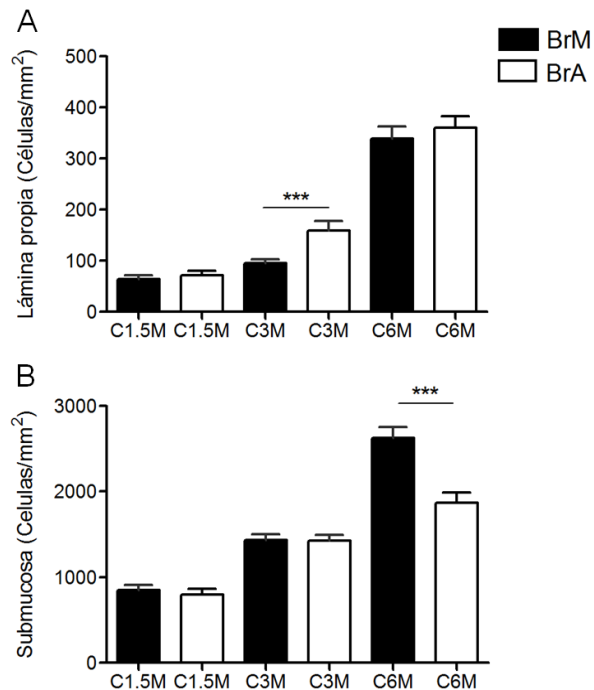 A
BrM
BrA
Lámina propia (Células/mm²)
500
400
300
200
100
0
***
C1.5M C1.5M C3M C3M C6M C6M
B
Submucosa (Celulas/mm²)
3000
2000
1000
0
***
C1.5M C1.5M C3M C3M C6M C6M